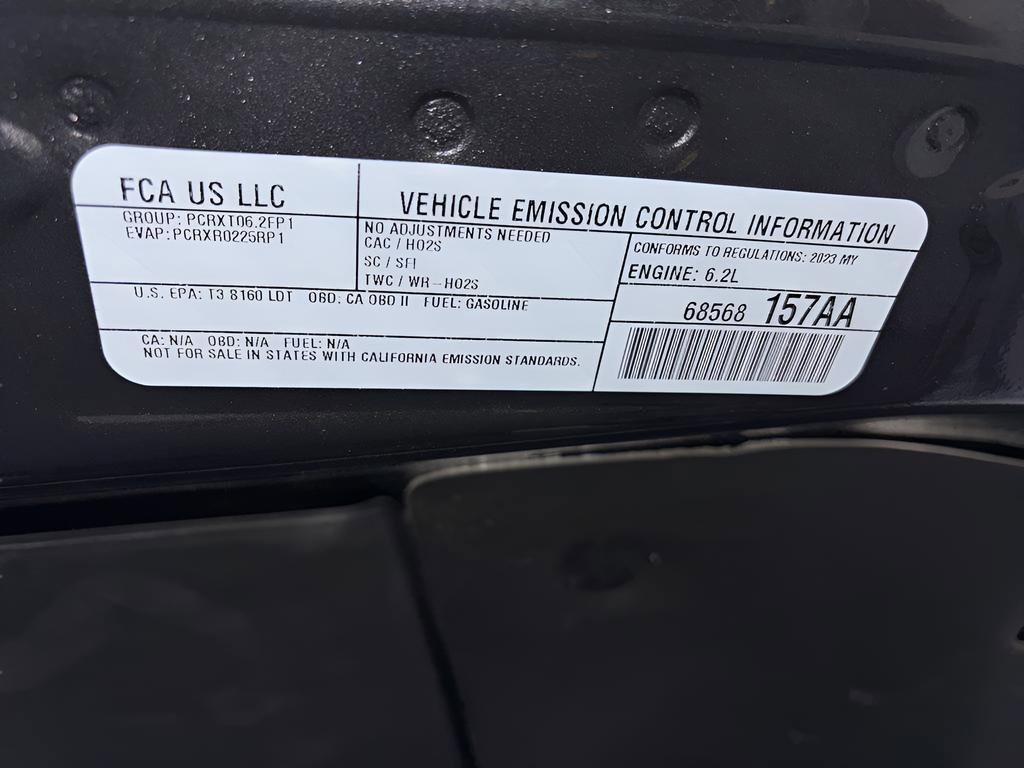 FCA US LLC
GROUP: PCRXT06.2FP1
EVAP: PCRXR0225RP1
VEHICLE EMISSION CONTROL INFORMATION
NO ADJUSTMENTS NEEDED
CAC / HO2S
SC / SFI
TWC / WR-HO2S
CONFORMS TO REGULATIONS: 2023 MY
ENGINE: 6.2L
U.S. EPA: T3 B160 LDT OBD: CA OBD II FUEL: GASOLINE
68568 157AA
CA: N/A OBD: N/A FUEL: N/A
NOT FOR SALE IN STATES WITH CALIFORNIA EMISSION STANDARDS.